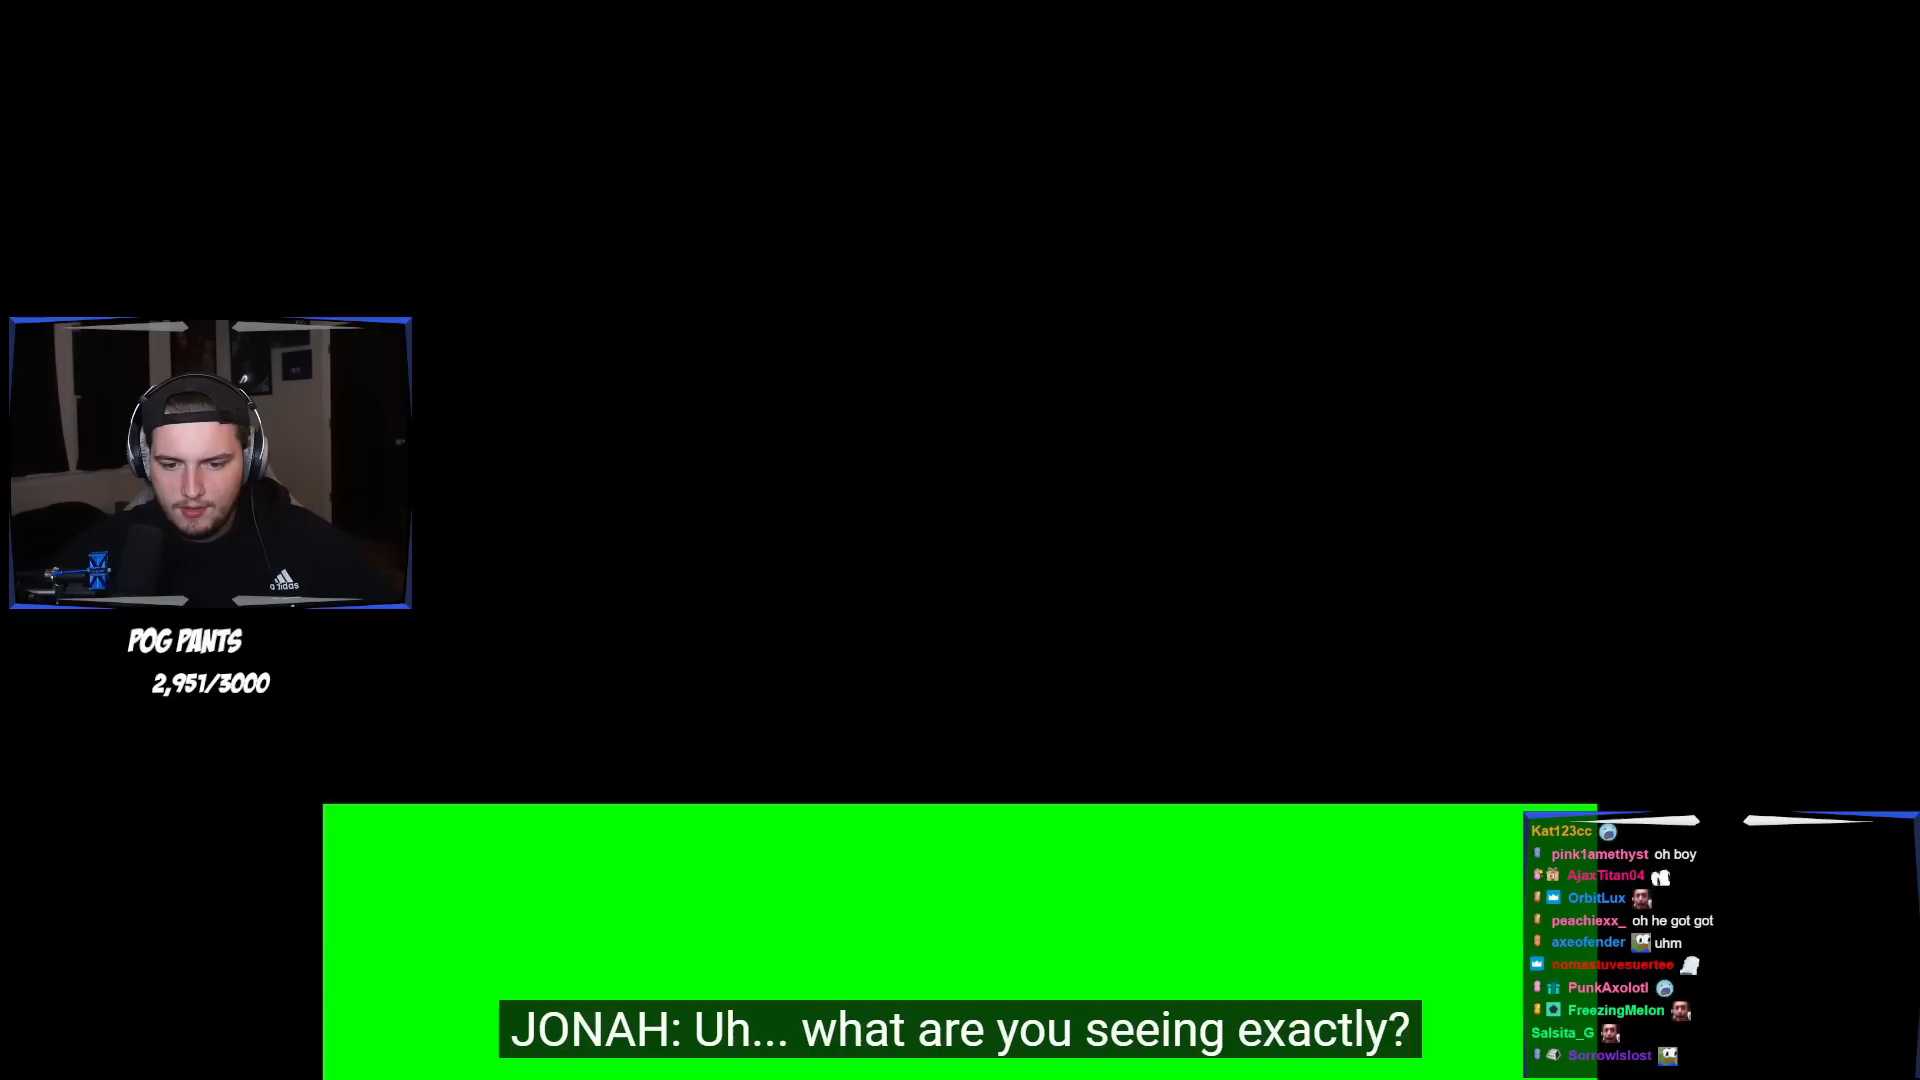 adidas
POG PANTS
2,951/3000
Kat123cc
pink1amethyst oh boy
AjaxTitan04
OrbitLux
peachiexx_ oh he got got
axeofender uhm
nomastuvesuertee
PunkAxolotl
FreezingMelon
Salsita_G
Sorrowislost
JONAH: Uh... what are you seeing exactly?